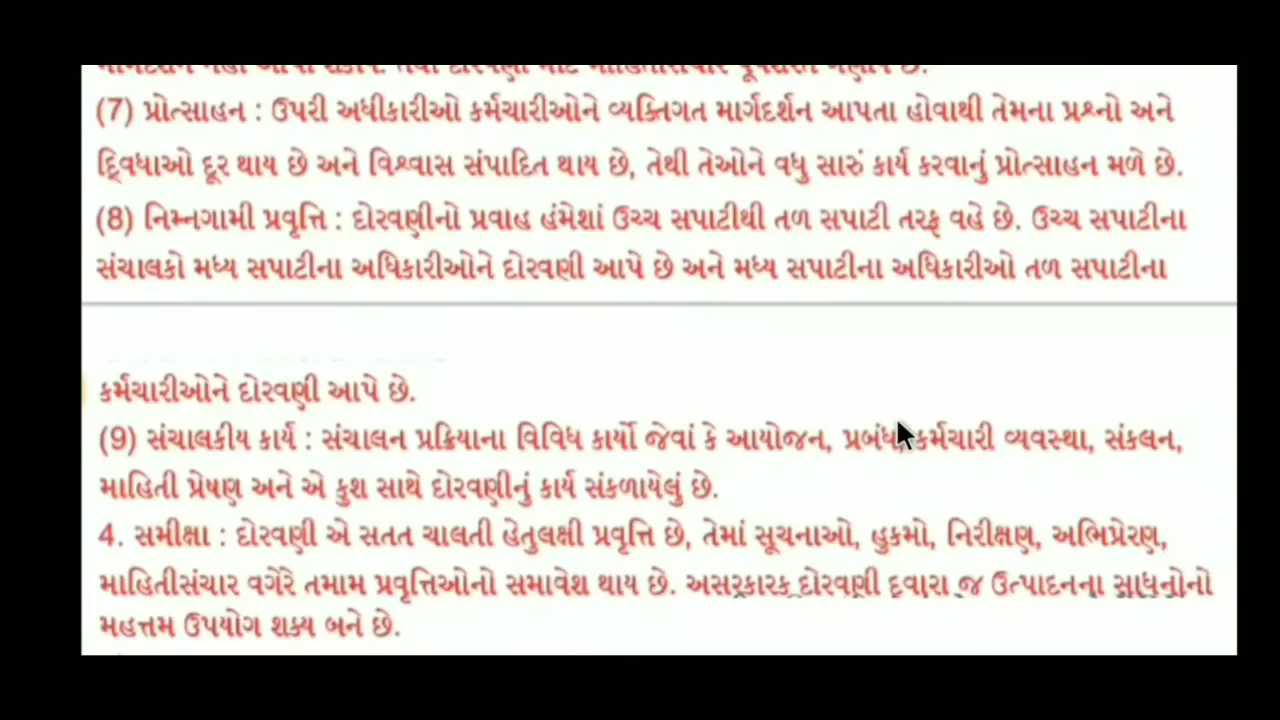 (7) પ્રોત્સાહન : ઉપરી અધીકારીઓ કર્મચારીઓને વ્યક્તિગત માર્ગદર્શન આપતા હોવાથી તેમના પ્રશ્નો અને
દ્વિધાઓ દૂર થાય છે અને વિશ્વાસ સંપાદિત થાય છે, તેથી તેઓને વધુ સારું કાર્ય કરવાનું પ્રોત્સાહન મળે છે.
(8) નિમ્નગામી પ્રવૃત્તિ : દોરવણીનો પ્રવાહ હંમેશાં ઉચ્ચ સપાટીથી તળ સપાટી તરફ વહે છે. ઉચ્ચ સપાટીના
સંચાલકો મધ્ય સપાટીના અધિકારીઓને દોરવણી આપે છે અને મધ્ય સપાટીના અધિકારીઓ તળ સપાટીના
કર્મચારીઓને દોરવણી આપે છે.
(9) સંચાલકીય કાર્ય : સંચાલન પ્રક્રિયાના વિવિધ કાર્યો જેવાં કે આયોજન, પ્રબંધ, કર્મચારી વ્યવસ્થા, સંકલન,
માહિતી પ્રેષણ અને એ કુશ સાથે દોરવણીનું કાર્ય સંકળાયેલું છે.
4. સમીક્ષા : દોરવણી એ સતત ચાલતી હેતુલક્ષી પ્રવૃત્તિ છે, તેમાં સૂચનાઓ, હુકમો, નિરીક્ષણ, અભિપ્રેરણ,
માહિતીસંચાર વગેરે તમામ પ્રવૃત્તિઓનો સમાવેશ થાય છે. અસરકારક દોરવણી દવારા જ ઉત્પાદનના સાધનોનો
મહત્તમ ઉપયોગ શક્ય બને છે.